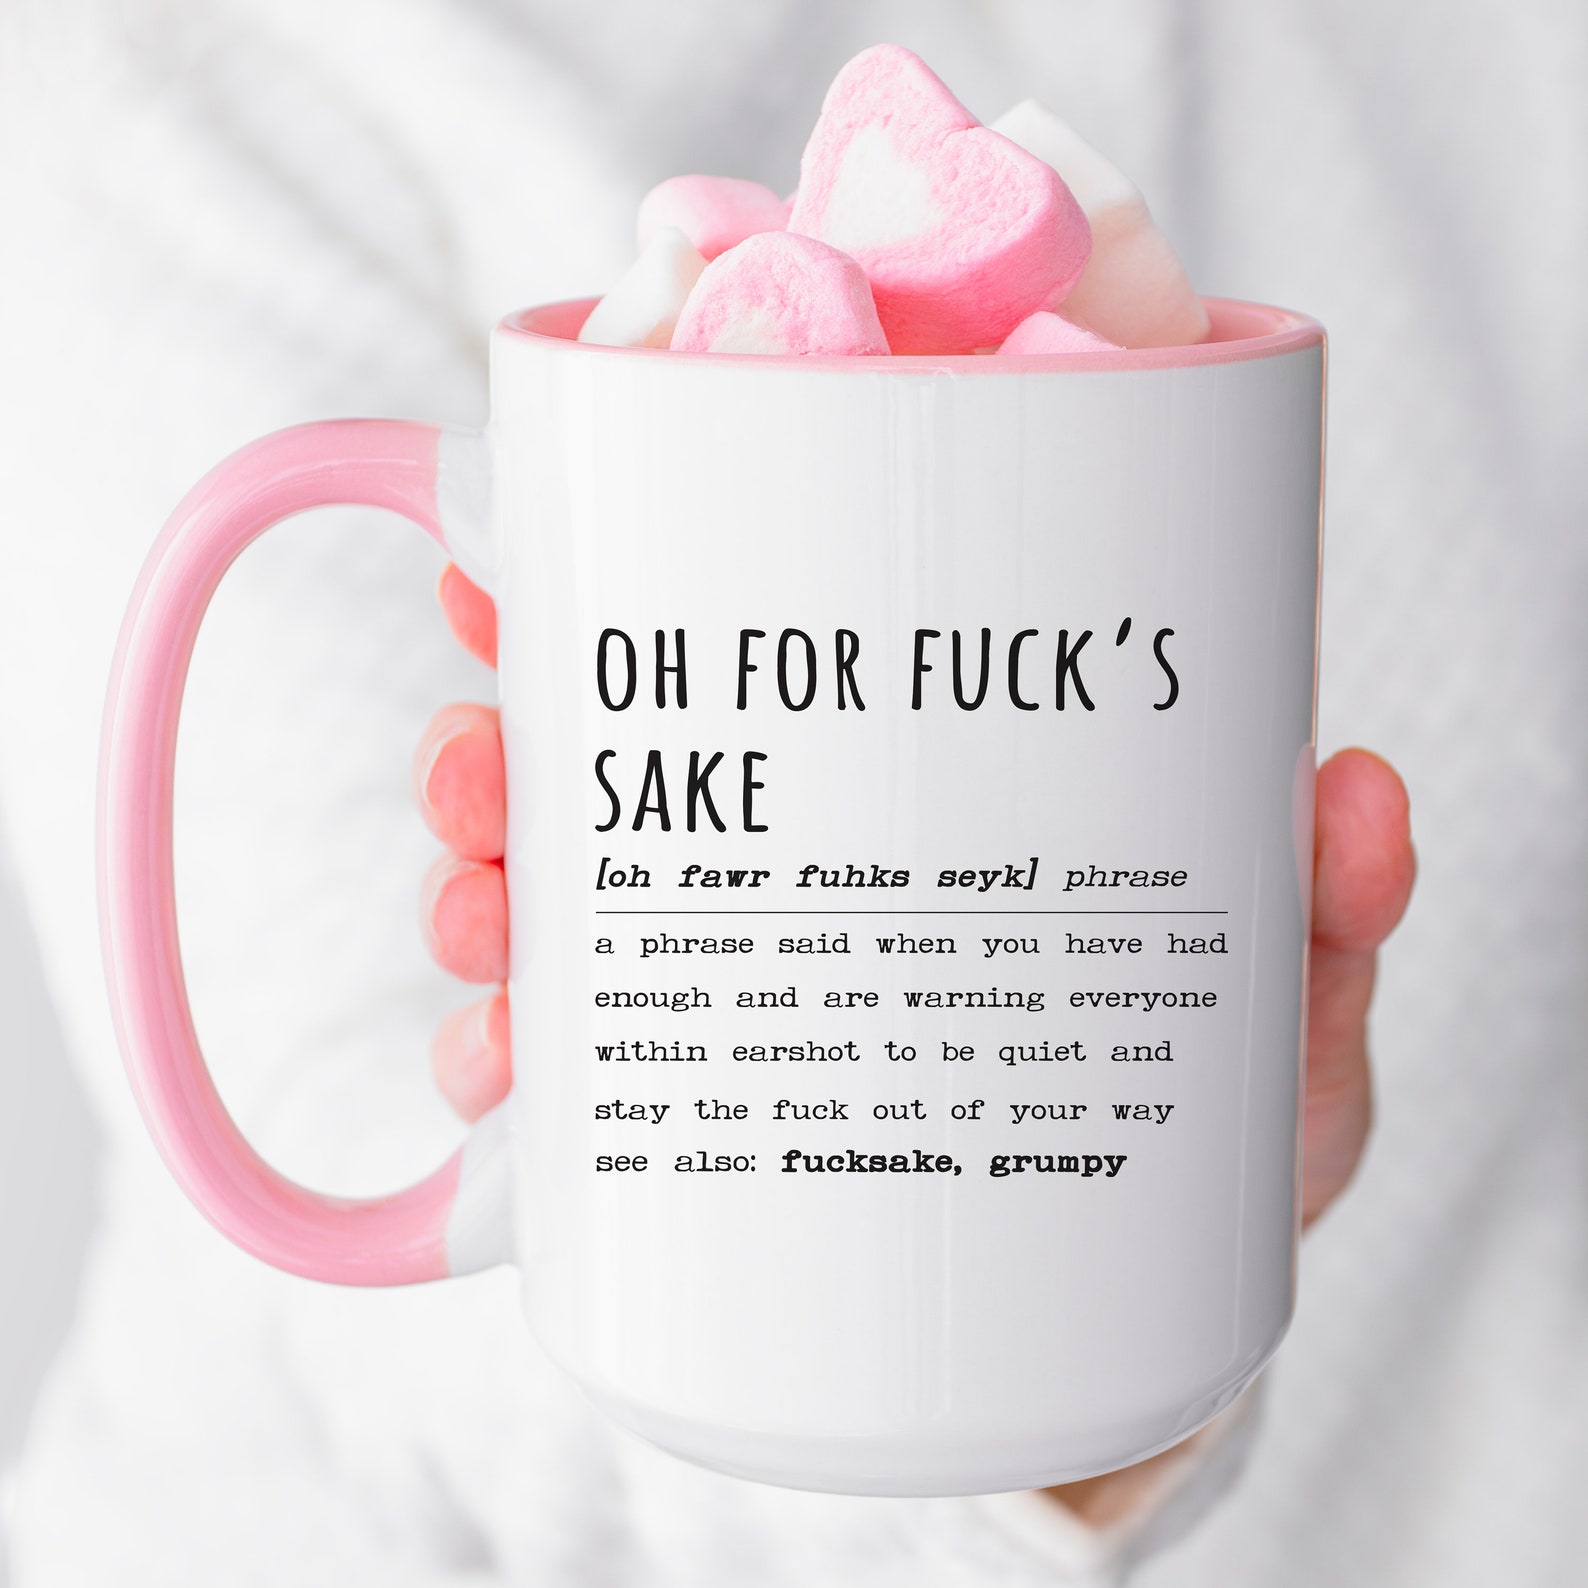 OH FOR FUCK'S
SAKE
[oh fawr fuhks seyk] phrase
a phrase said when you have had
enough and are warning everyone
within earshot to be quiet and
stay the fuck out of your way
see also: fucksake, grumpy